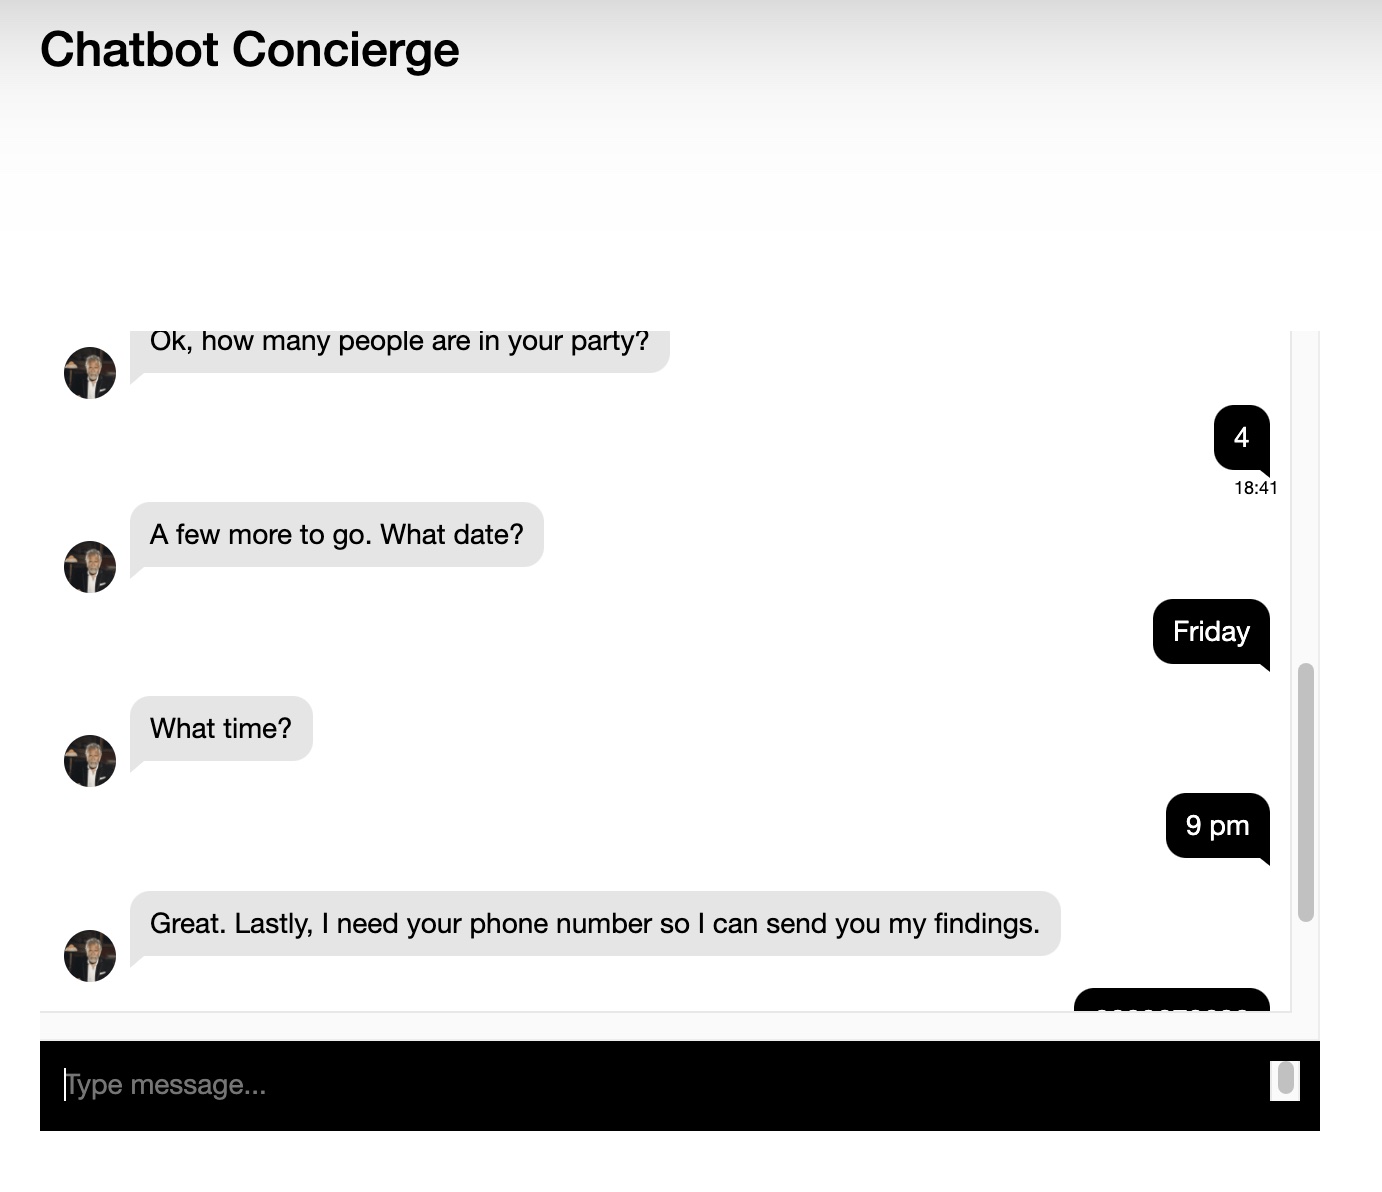 Chatbot Concierge
Ok, how many people are in your party?
4
18:41
A few more to go. What date?
Friday
What time?
9 pm
Great. Lastly, I need your phone number so I can send you my findings.
Type message...